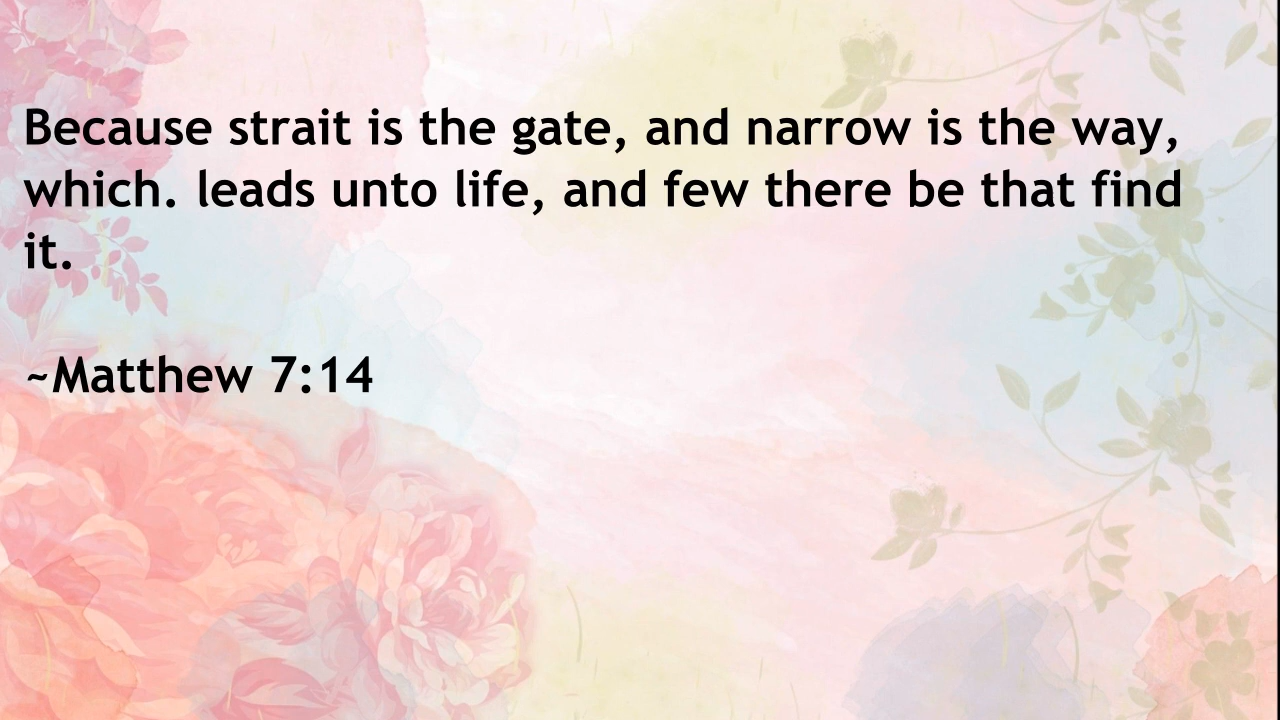 Because strait is the gate, and narrow is the way,
which. leads unto life, and few there be that find
it.
~Matthew 7:14